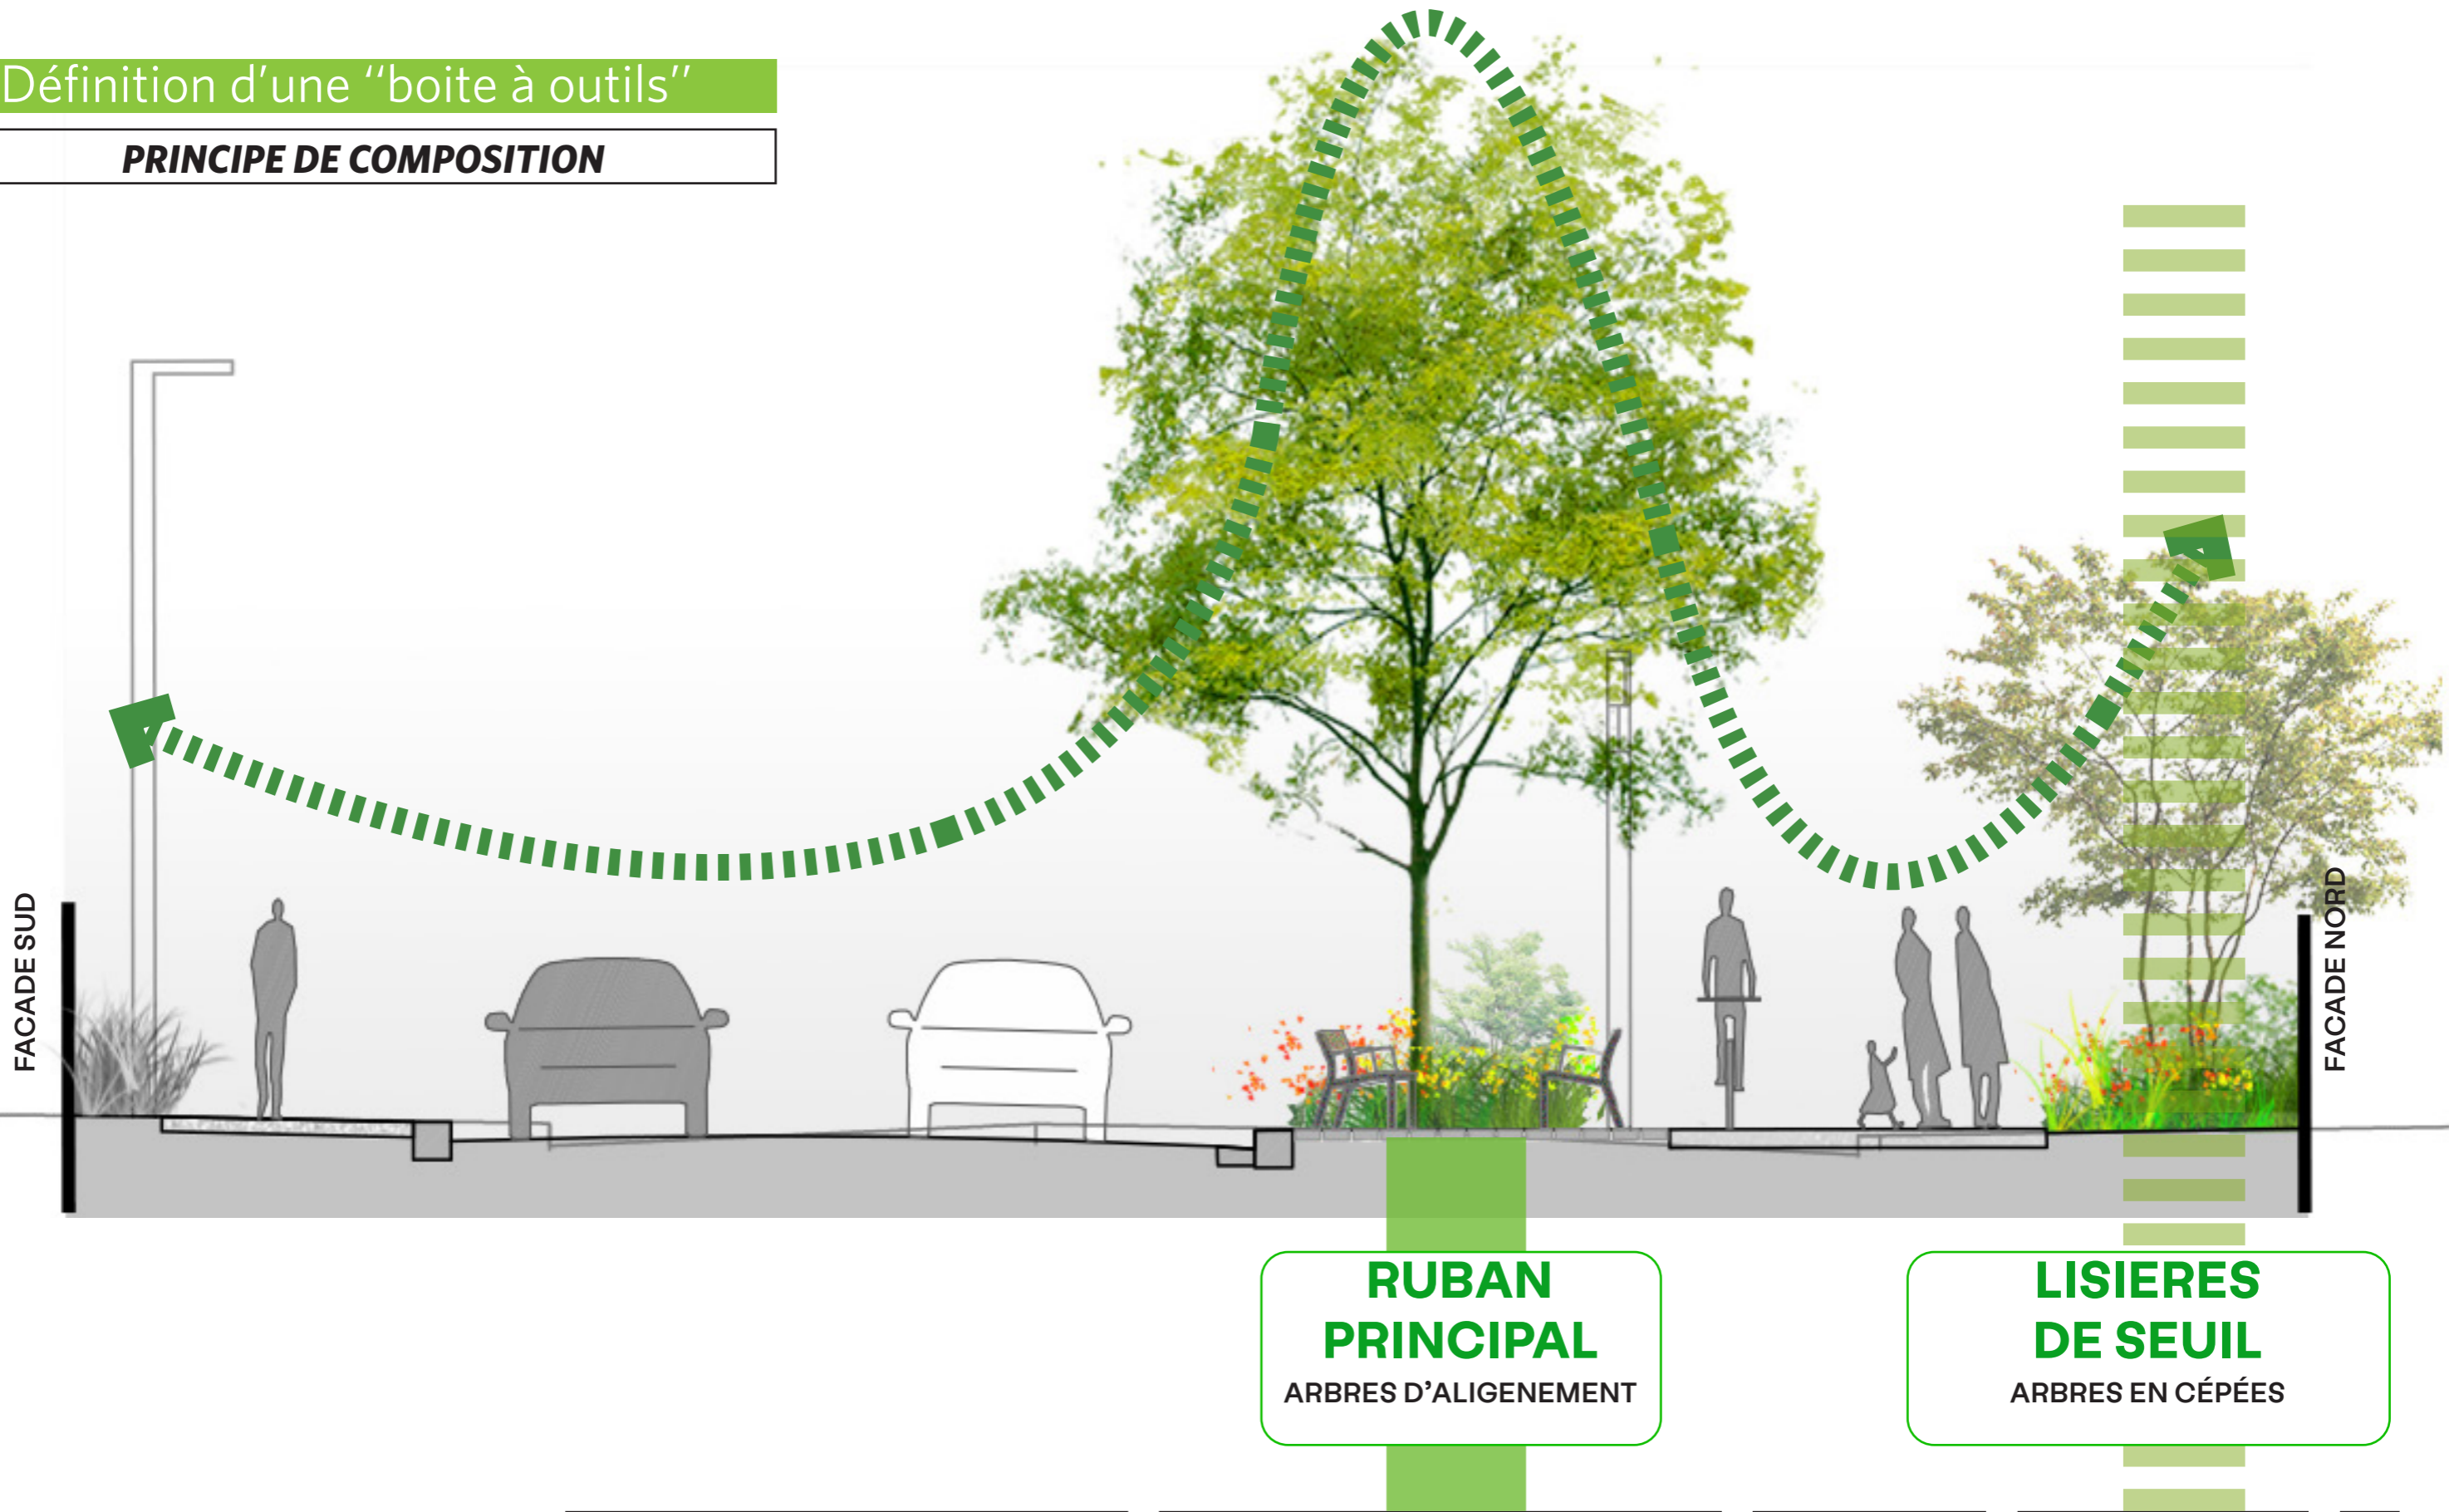 Définition d'une “boite à outils”
PRINCIPE DE COMPOSITION
FACADE SUD
FACADE NORD
RUBAN
PRINCIPAL
ARBRES D’ALIGENEMENT
LISIERES
DE SEUIL
ARBRES EN CÉPÉES